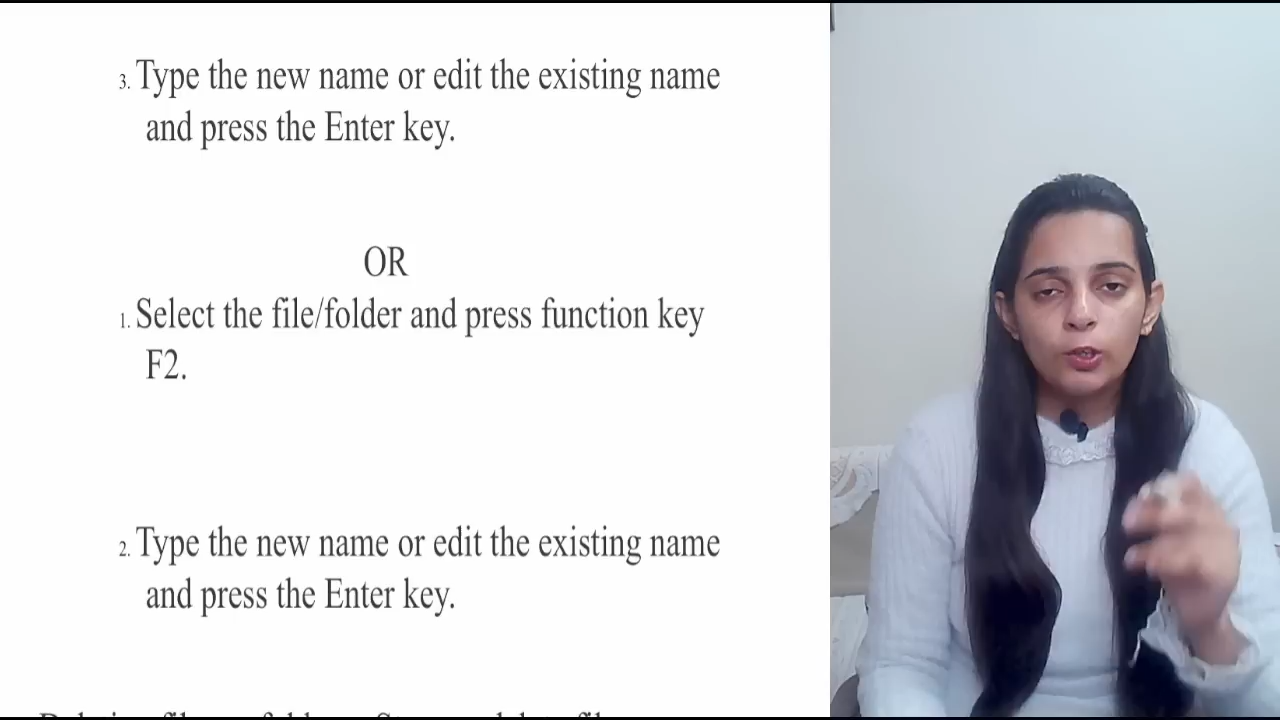 3. Type the new name or edit the existing name
and press the Enter key.
OR
1. Select the file/folder and press function key
F2.
2. Type the new name or edit the existing name
and press the Enter key.